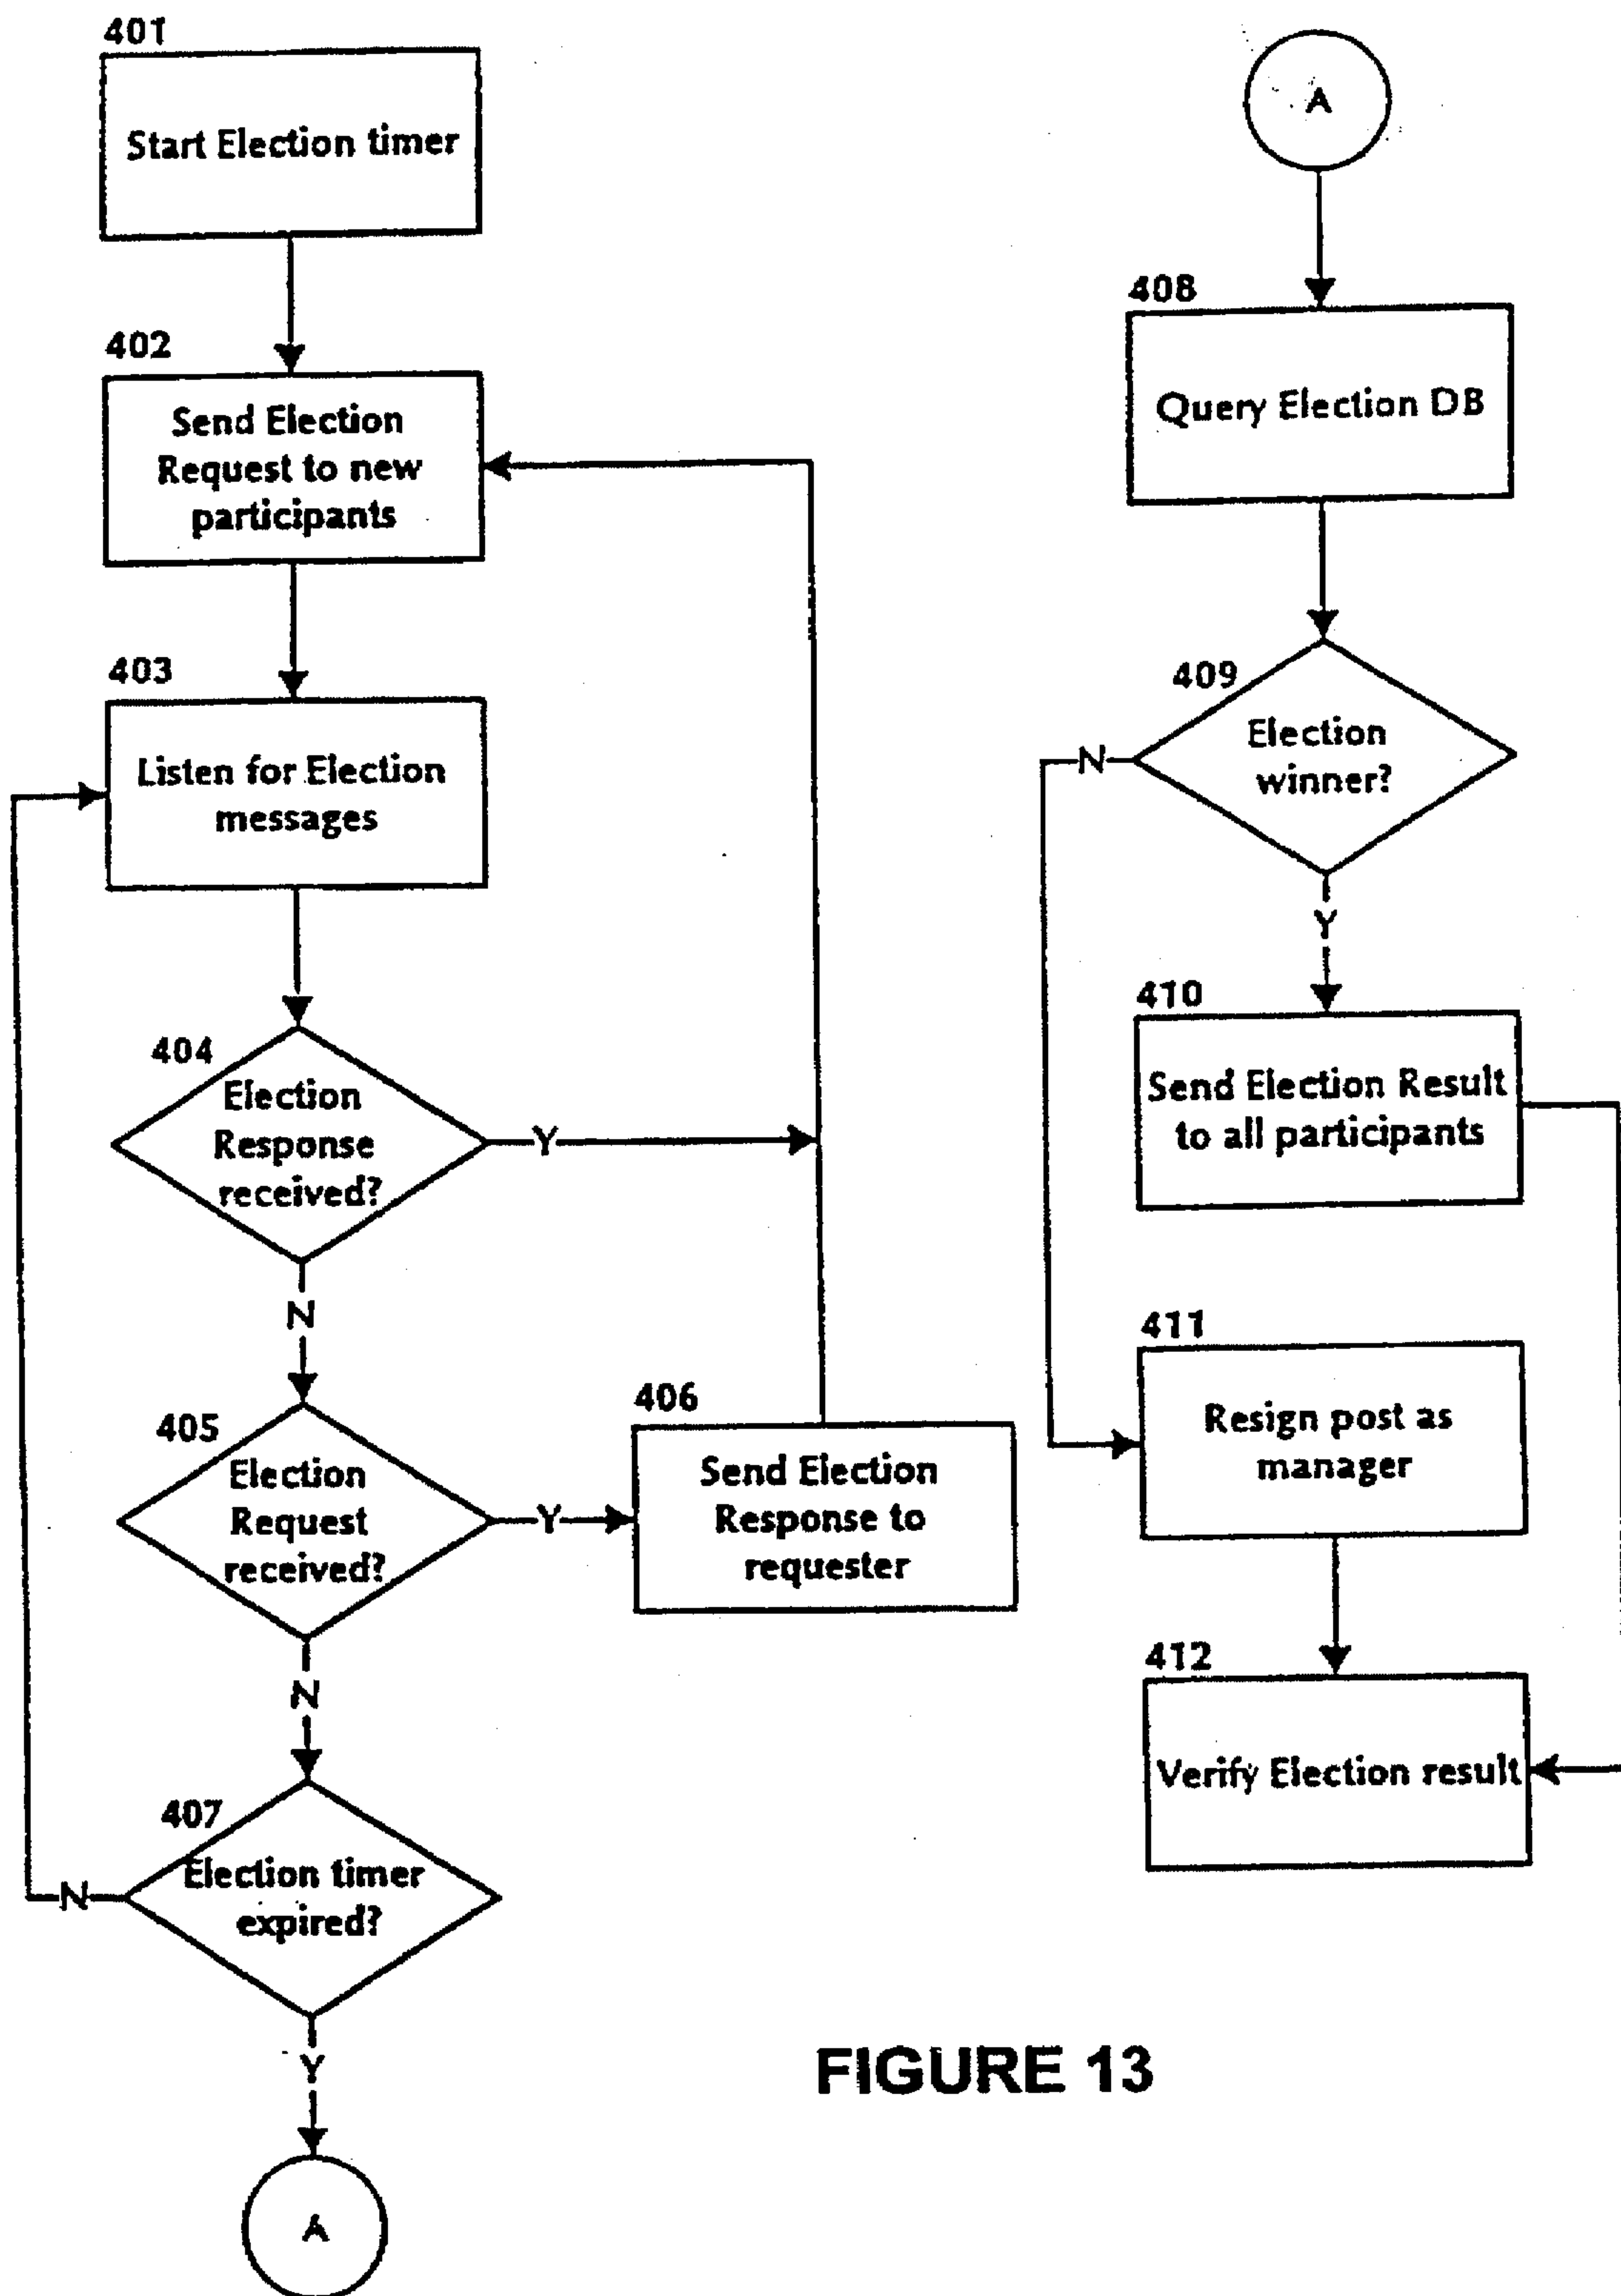 401
Start Election timer
402
Send Election
Request to new
participants
403
Listen for Election
messages
404
Election
Response
received?
Y
N
405
Election
Request
received?
Y
406
Send Election
Response to
requester
N
407
Election timer
expired?
N
Y
A
A
408
Query Election DB
409
Election
winner?
N
Y
410
Send Election Result
to all participants
411
Resign post as
manager
412
Verify Election result
FIGURE 13